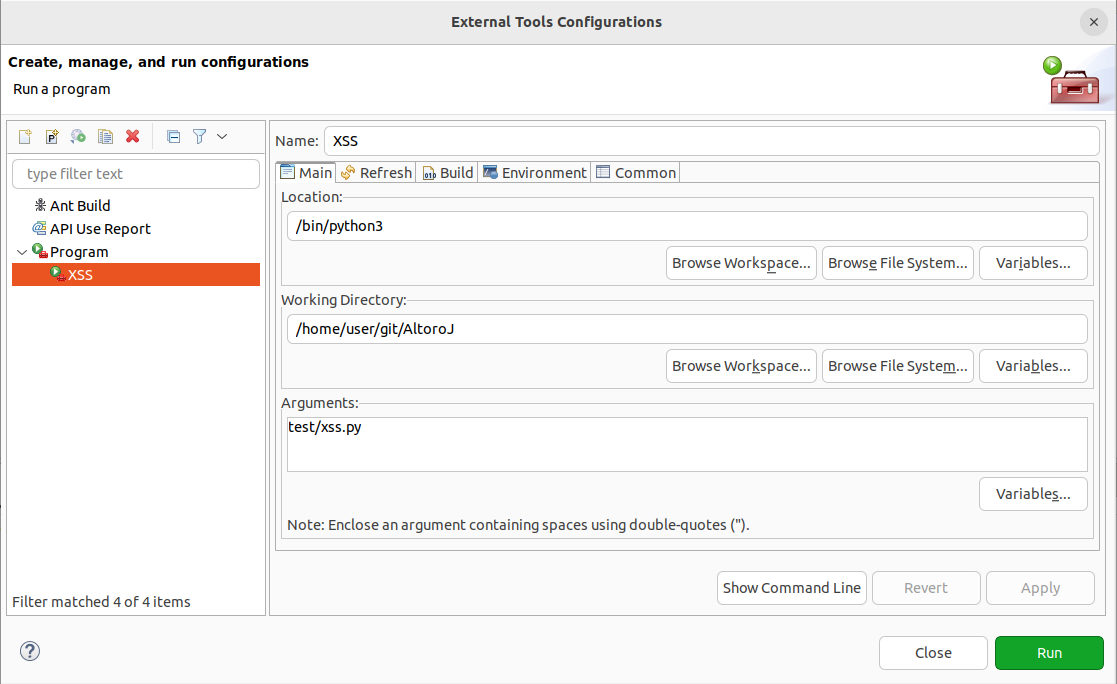 External Tools Configurations
Create, manage, and run configurations
Run a program
type filter text
Ant Build
API Use Report
Program
XSS
Filter matched 4 of 4 items
Name: XSS
Main Refresh Build Environment Common
Location:
/bin/python3
Browse Workspace... Browse File System... Variables...
Working Directory:
/home/user/git/AltoroJ
Browse Workspace... Browse File System... Variables...
Arguments:
test/xss.py
Variables...
Note: Enclose an argument containing spaces using double-quotes (").
Show Command Line Revert Apply
Close Run